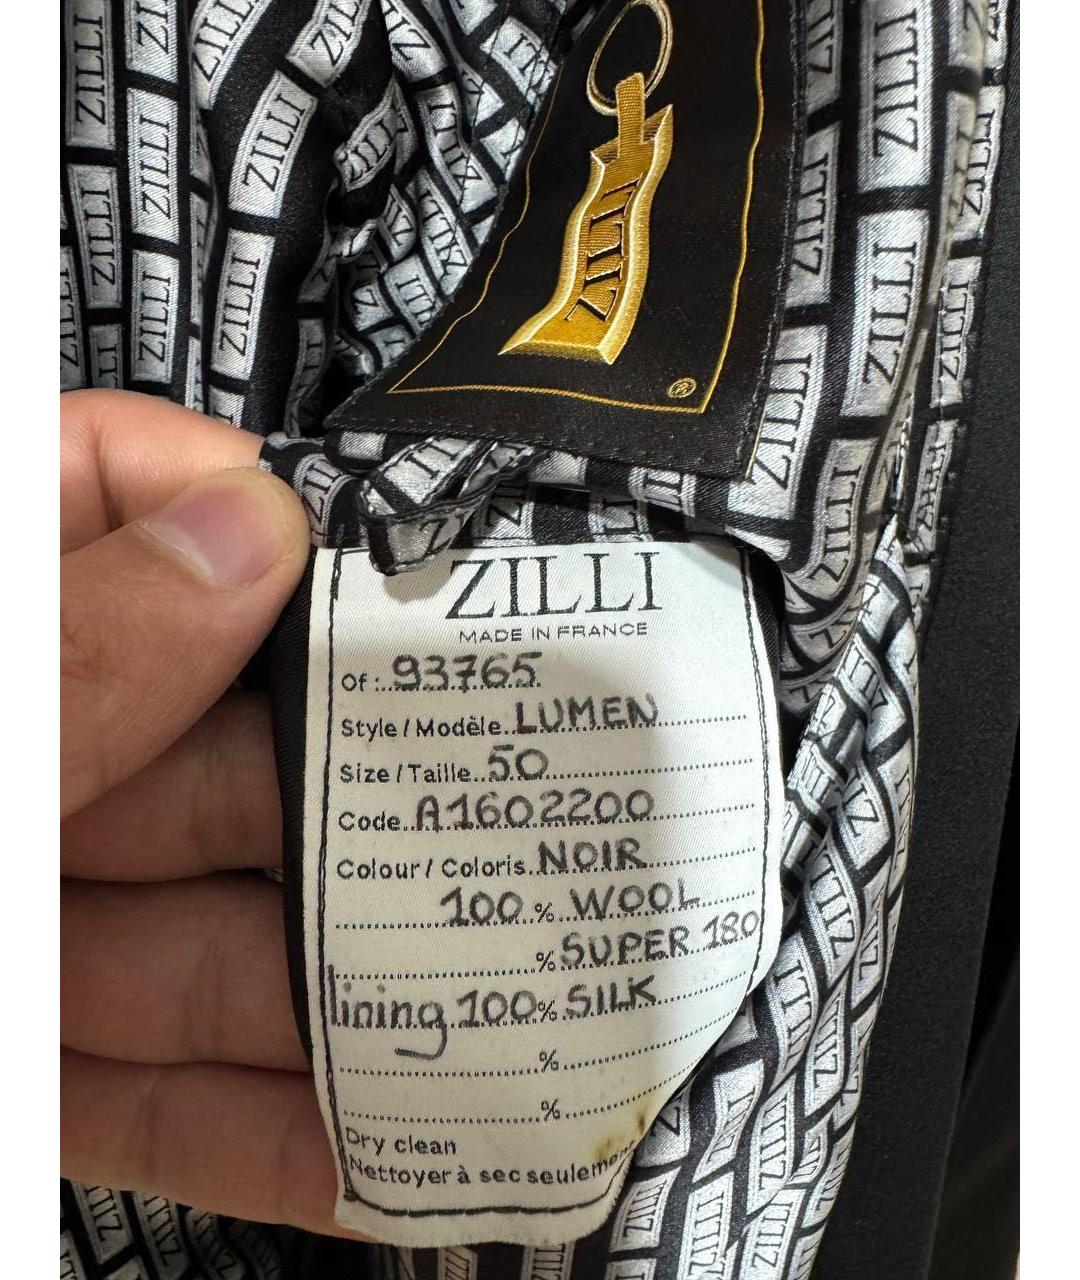 ZILLI
®
ZILLI
MADE IN FRANCE
Of : 93765
Style / Modèle LUMEN
Size / Taille 50
Code A1602200
Colour / Coloris NOIR
100 % WOOL
% SUPER 180
lining 100% SILK
%
%
Dry clean
Nettoyer à sec